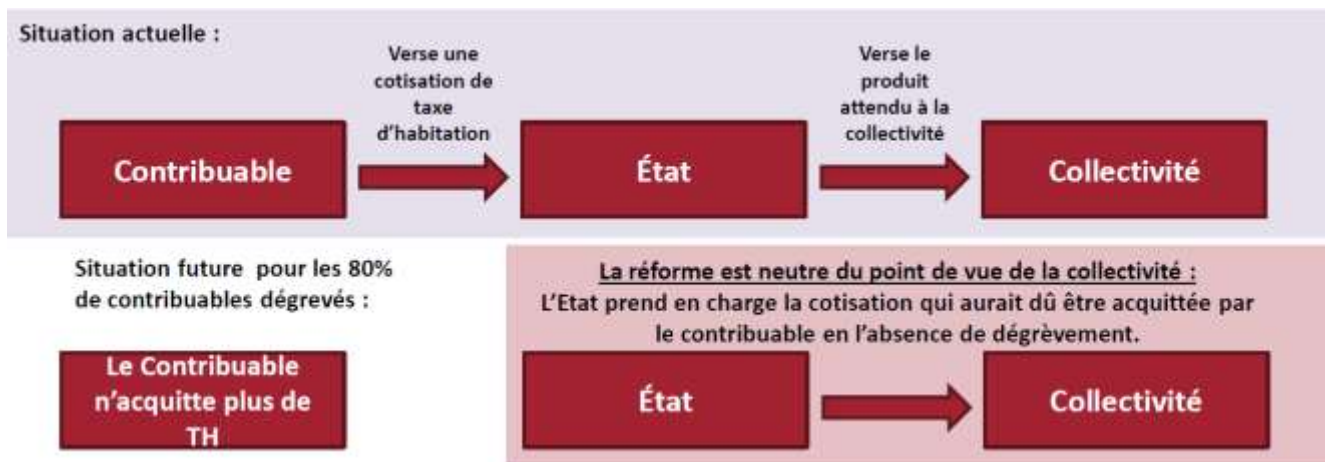 Situation actuelle :
Verse une
cotisation de
taxe
d'habitation
Verse le
produit
attendu à la
collectivité
Contribuable
État
Collectivité
Situation future pour les 80%
de contribuables dégrevés :
La réforme est neutre du point de vue de la collectivité :
L'Etat prend en charge la cotisation qui aurait dû être acquittée par
le contribuable en l'absence de dégrèvement.
Le Contribuable
n'acquitte plus de
TH
État
Collectivité